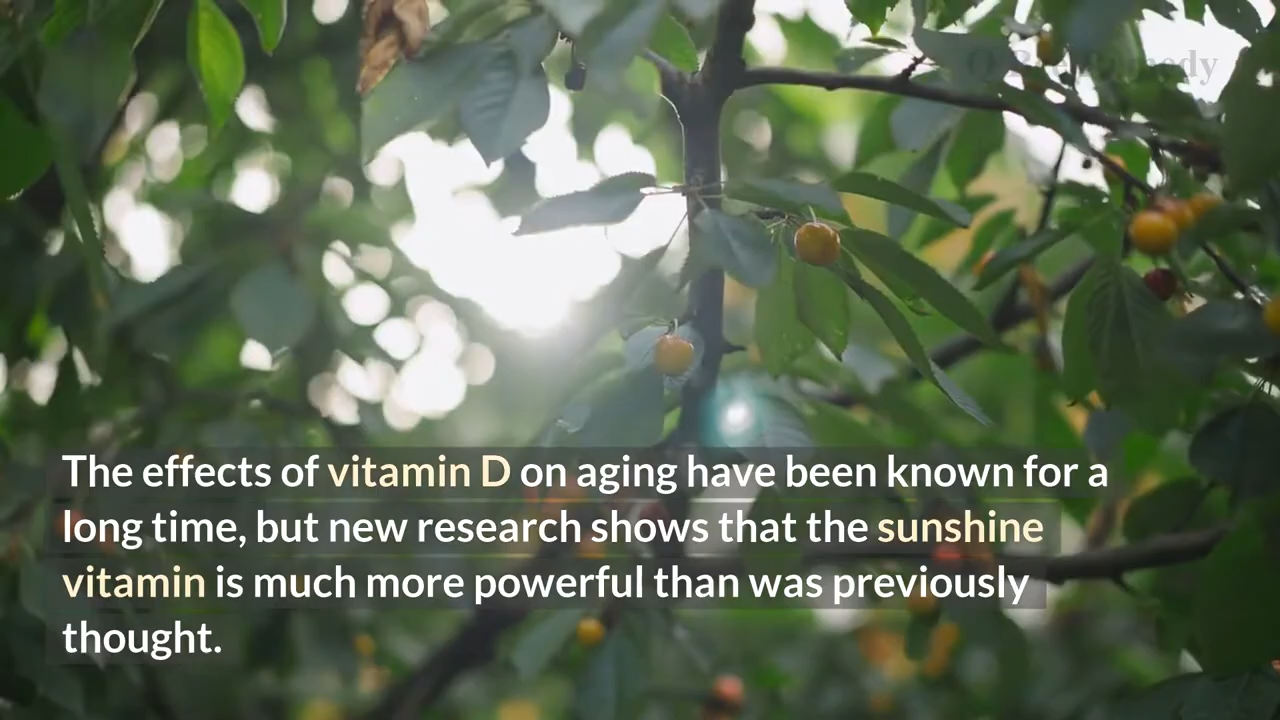 The effects of vitamin D on aging have been known for a
long time, but new research shows that the sunshine
vitamin is much more powerful than was previously
thought.